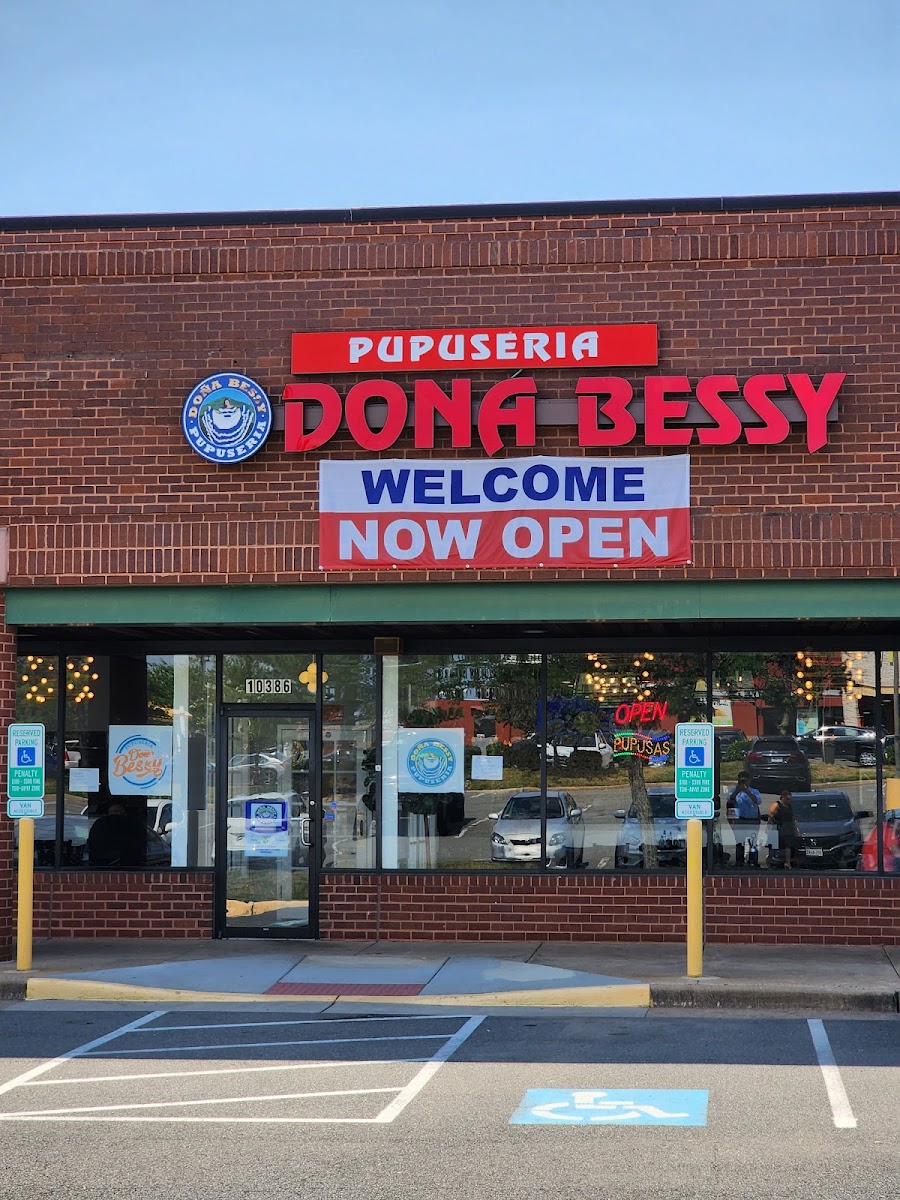 PUPUSERIA
DONA BESSY
DOÑA BESSY
PUPUSERIA
WELCOME
NOW OPEN
10386
OPEN
PUPUSAS
Dona
Bessy
RESERVED
PARKING
PENALTY
VAN
ACCESSIBLE
RESERVED
PARKING
PENALTY
VAN
ACCESSIBLE